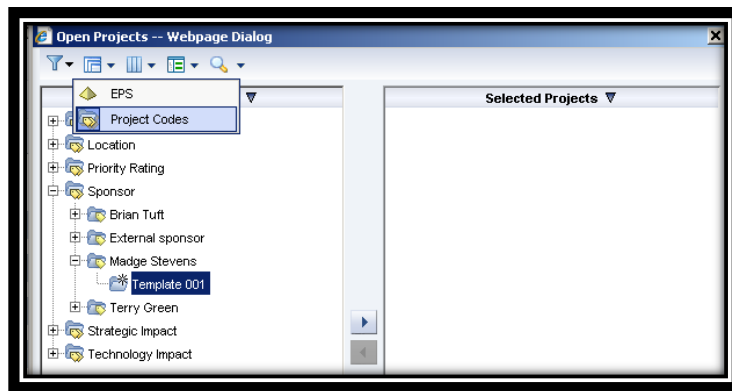 Open Projects -- Webpage Dialog
EPS
Project Codes
Selected Projects
Location
Priority Rating
Sponsor
Brian Tuft
External sponsor
Madge Stevens
Template 001
Terry Green
Strategic Impact
Technology Impact